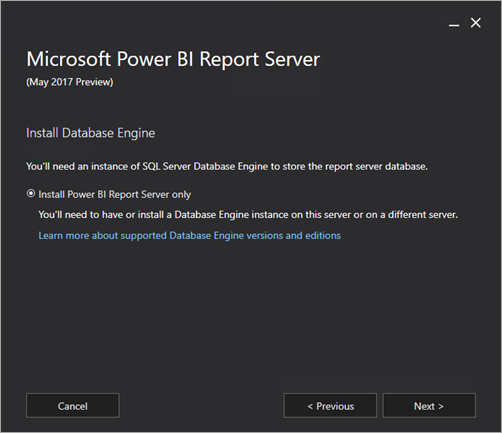 Microsoft Power BI Report Server
(May 2017 Preview)
Install Database Engine
You'll need an instance of SQL Server Database Engine to store the report server database.
Install Power BI Report Server only
You'll need to have or install a Database Engine instance on this server or on a different server.
Learn more about supported Database Engine versions and editions
Cancel
< Previous
Next >